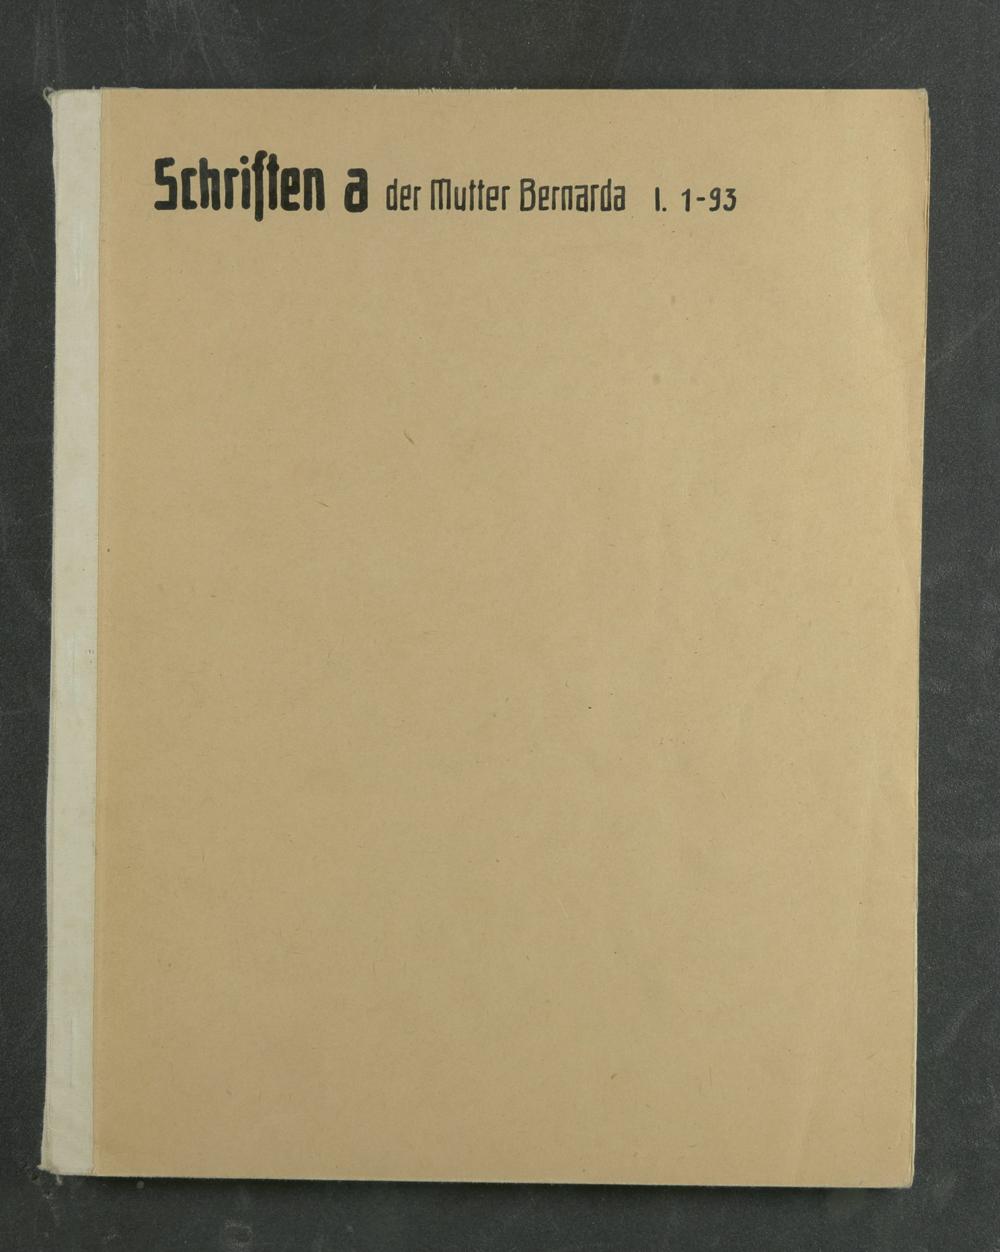 Schriften a der Mutter Bernarda I. 1-93